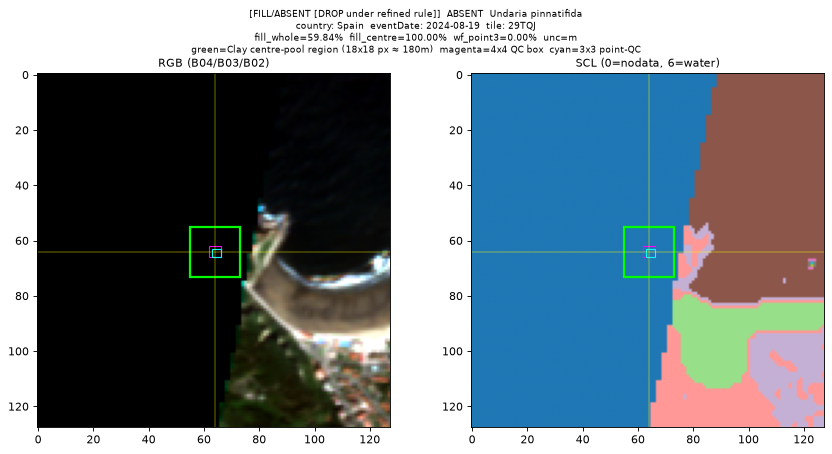 [FILL/ABSENT [DROP under refined rule]] ABSENT Undaria pinnatifida
country: Spain eventDate: 2024-08-19 tile: 29TQJ
fill_whole=59.84% fill_centre=100.00% wf_point3=0.00% unc=m
green=Clay centre-pool region (18x18 px ≈ 180m) magenta=4x4 QC box cyan=3x3 point-QC
RGB (B04/B03/B02)
0
20
40
60
80
100
120
0 20 40 60 80 100 120
SCL (0=nodata, 6=water)
0
20
40
60
80
100
120
0 20 40 60 80 100 120